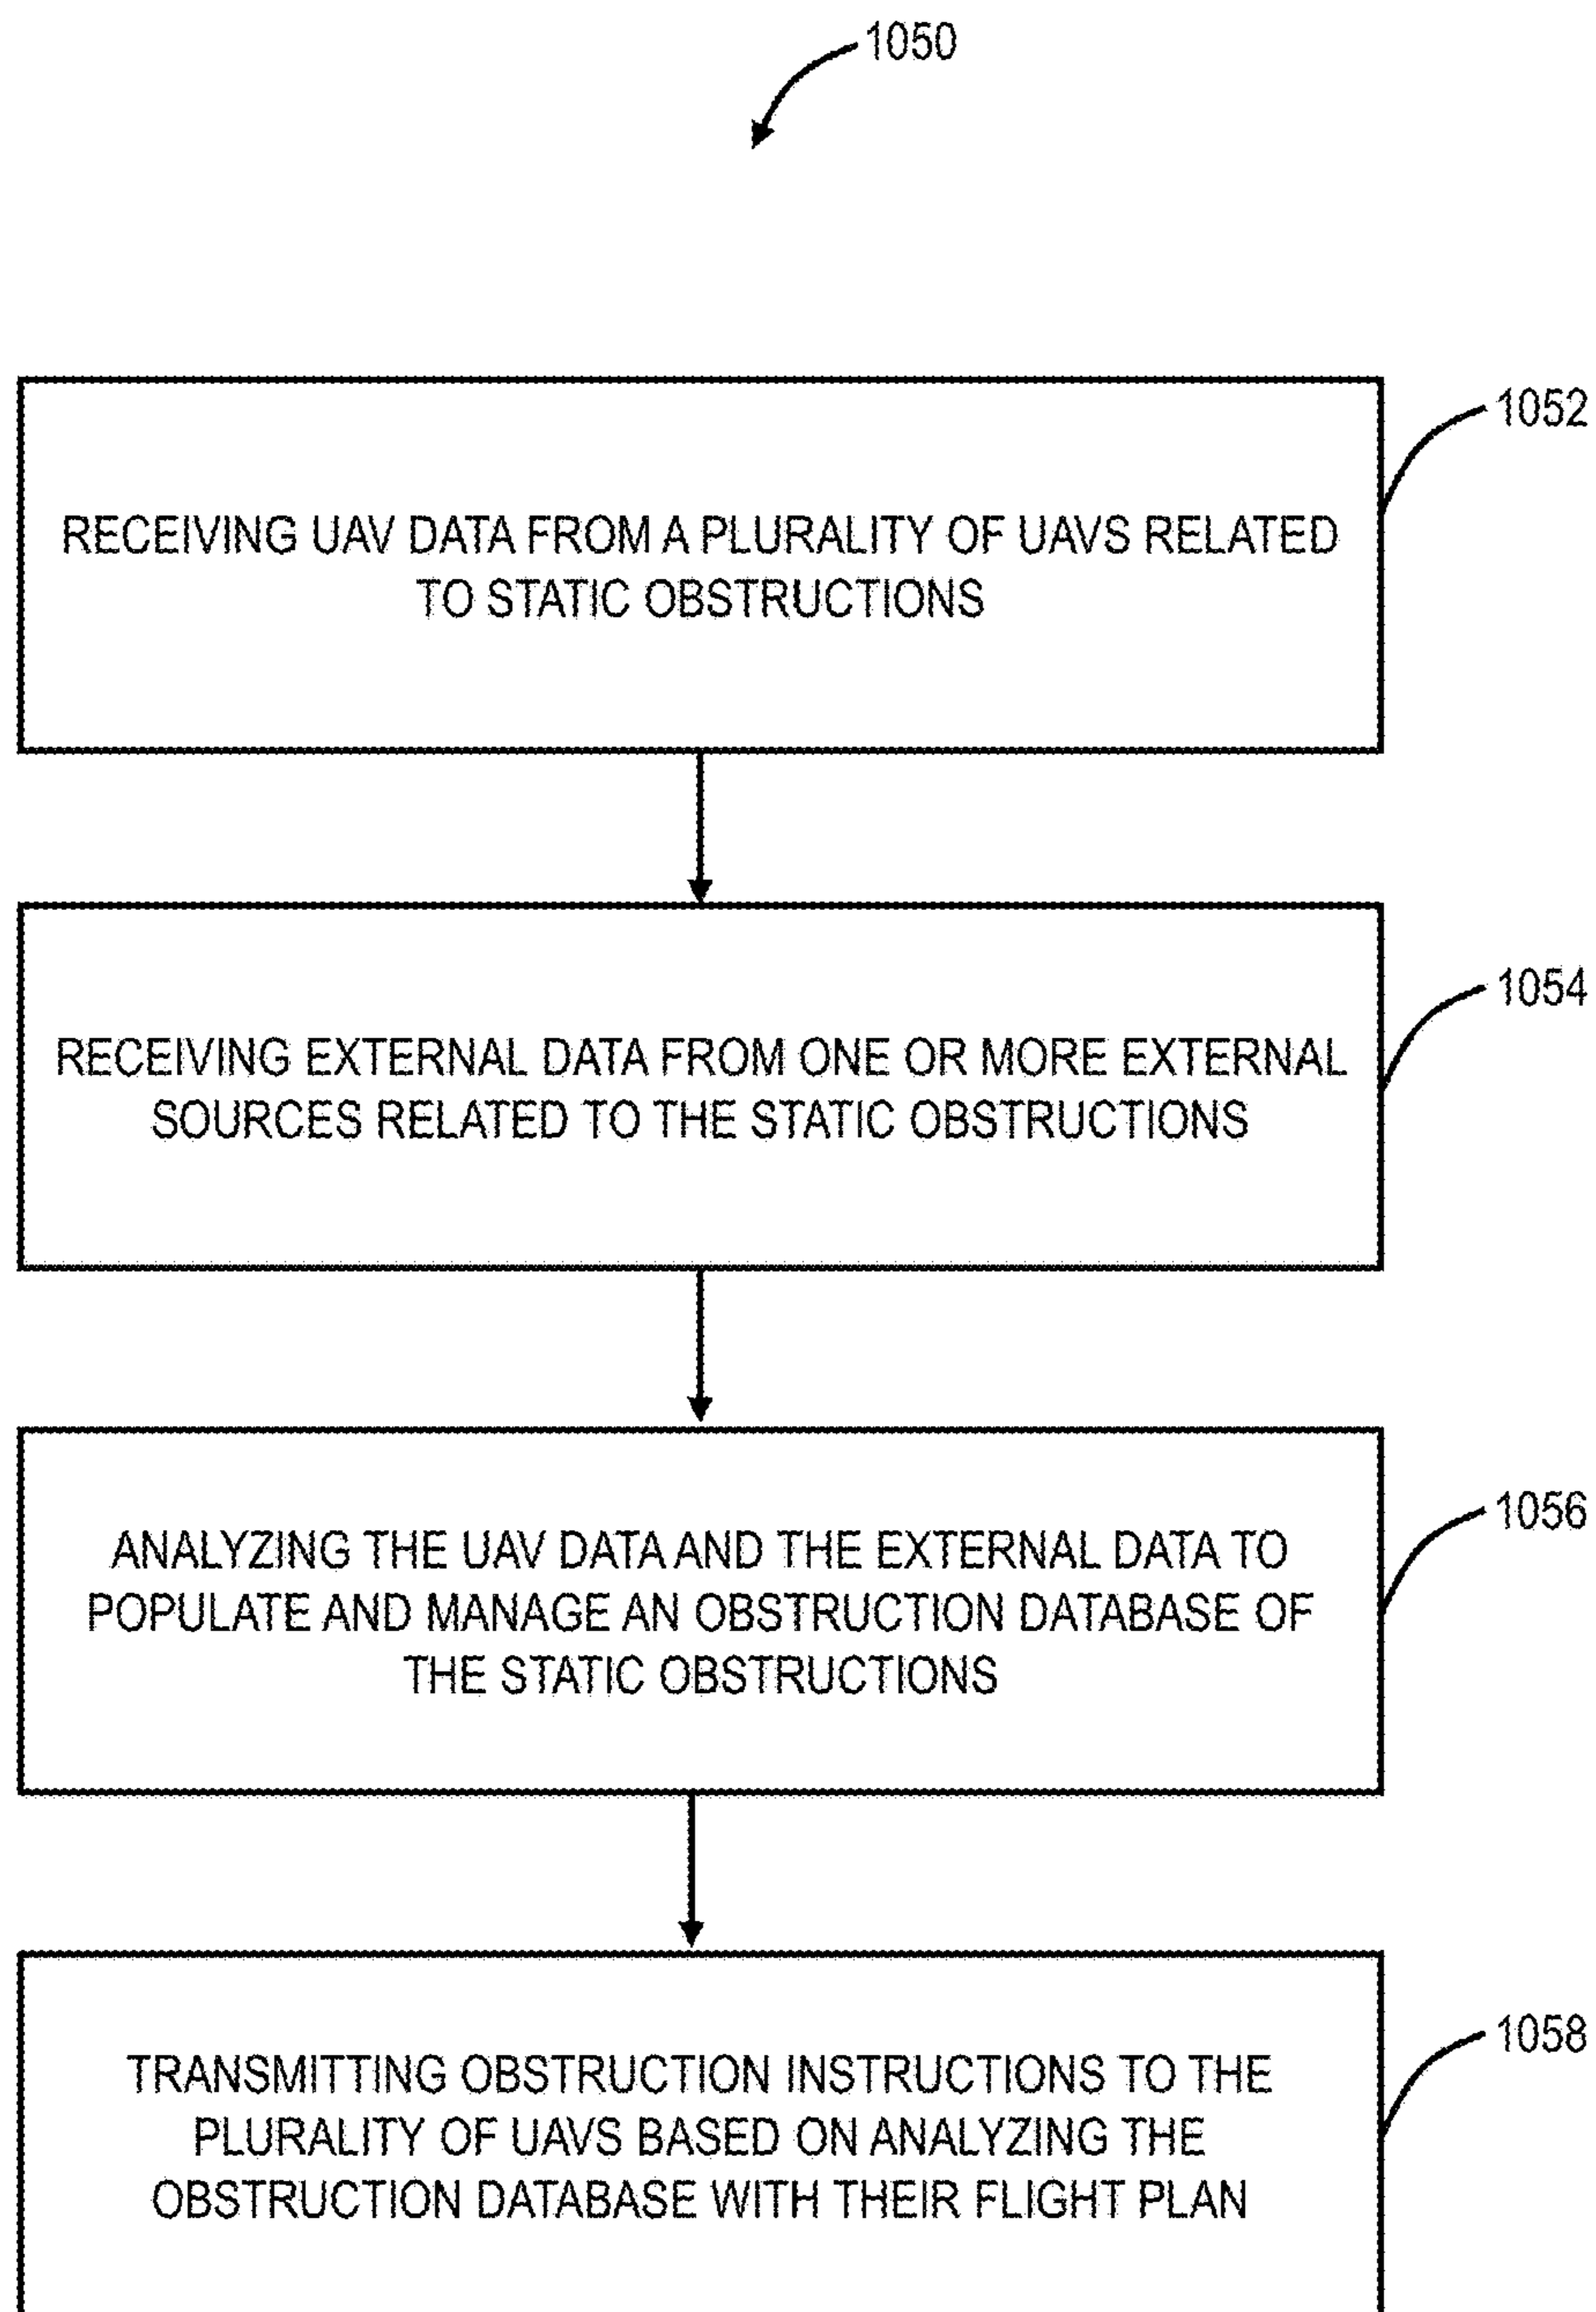 1050
1052
RECEIVING UAV DATA FROM A PLURALITY OF UAVS RELATED
TO STATIC OBSTRUCTIONS
1054
RECEIVING EXTERNAL DATA FROM ONE OR MORE EXTERNAL
SOURCES RELATED TO THE STATIC OBSTRUCTIONS
1056
ANALYZING THE UAV DATA AND THE EXTERNAL DATA TO
POPULATE AND MANAGE AN OBSTRUCTION DATABASE OF
THE STATIC OBSTRUCTIONS
1058
TRANSMITTING OBSTRUCTION INSTRUCTIONS TO THE
PLURALITY OF UAVS BASED ON ANALYZING THE
OBSTRUCTION DATABASE WITH THEIR FLIGHT PLAN